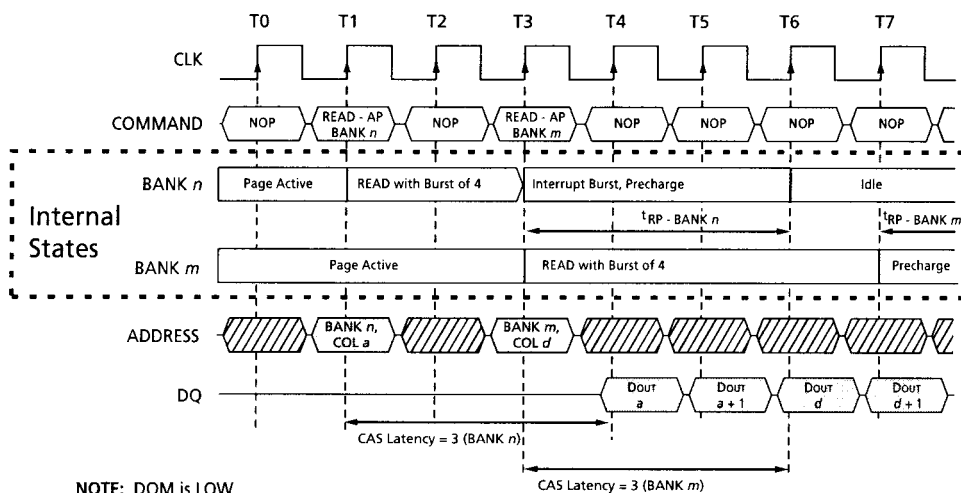 T0 T1 T2 T3 T4 T5 T6 T7
CLK
COMMAND
NOP
READ - AP
BANK n
NOP
READ - AP
BANK m
NOP
NOP
NOP
NOP
Internal
States
BANK n
Page Active
READ with Burst of 4
Interrupt Burst, Precharge
Idle
tRP - BANK n
tRP - BANK m
BANK m
Page Active
READ with Burst of 4
Precharge
ADDRESS
BANK n,
COL a
BANK m,
COL d
DQ
DOUT
a
DOUT
a + 1
DOUT
d
DOUT
d + 1
CAS Latency = 3 (BANK n)
CAS Latency = 3 (BANK m)
NOTE: DQM is LOW